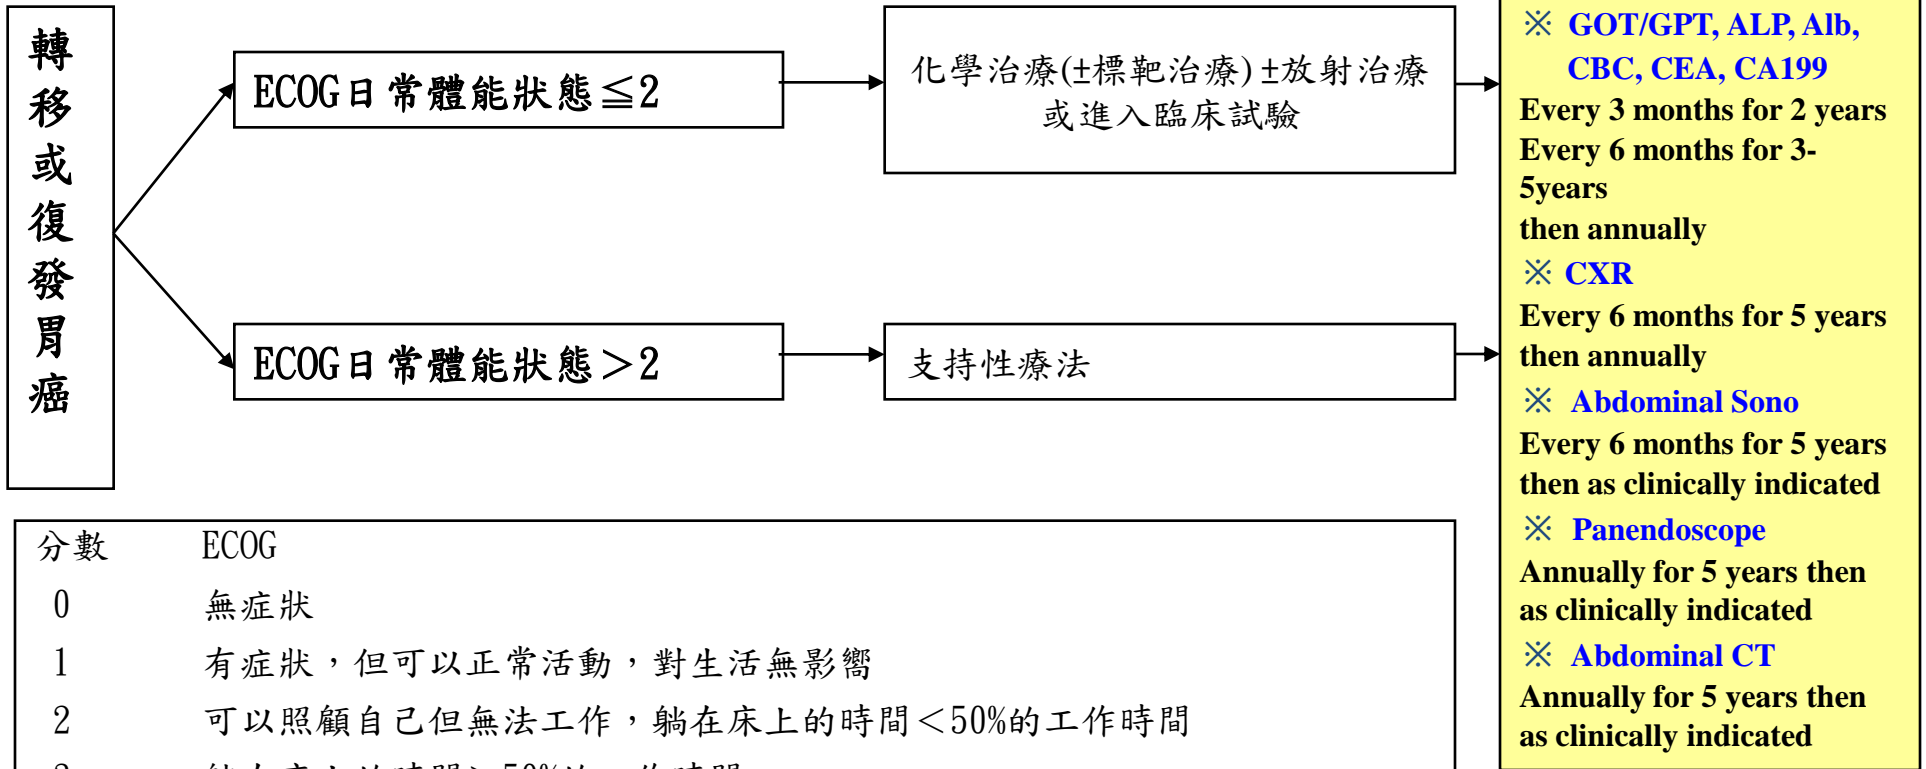 轉移或復發胃癌
ECOG日常體能狀態≦2
化學治療(±標靶治療)±放射治療
或進入臨床試驗
ECOG日常體能狀態＞2
支持性療法
※ GOT/GPT, ALP, Alb,
CBC, CEA, CA199
Every 3 months for 2 years
Every 6 months for 3-
5years
then annually
※ CXR
Every 6 months for 5 years
then annually
※ Abdominal Sono
Every 6 months for 5 years
then as clinically indicated
※ Panendoscope
Annually for 5 years then
as clinically indicated
※ Abdominal CT
Annually for 5 years then
as clinically indicated
分數 ECOG
0 無症狀
1 有症狀，但可以正常活動，對生活無影響
2 可以照顧自己但無法工作，躺在床上的時間＜50%的工作時間